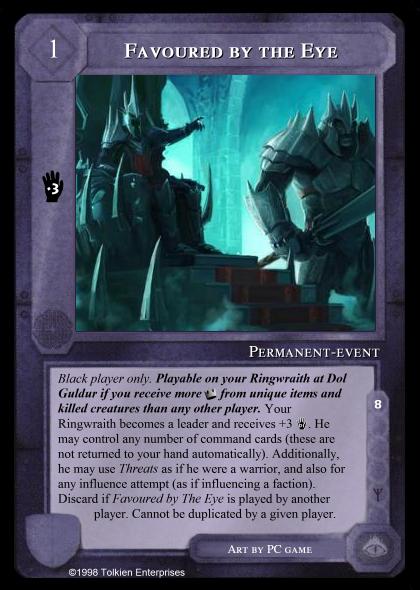 1
FAVOURED BY THE EYE
+3
PERMANENT-EVENT
Black player only. Playable on your Ringwraith at Dol
Guldur if you receive more from unique items and
killed creatures than any other player. Your
Ringwraith becomes a leader and receives +3 . He
may control any number of command cards (these are
not returned to your hand automatically). Additionally,
he may use Threats as if he were a warrior, and also for
any influence attempt (as if influencing a faction).
Discard if Favoured by The Eye is played by another
player. Cannot be duplicated by a given player.
8
ART BY PC GAME
©1998 Tolkien Enterprises